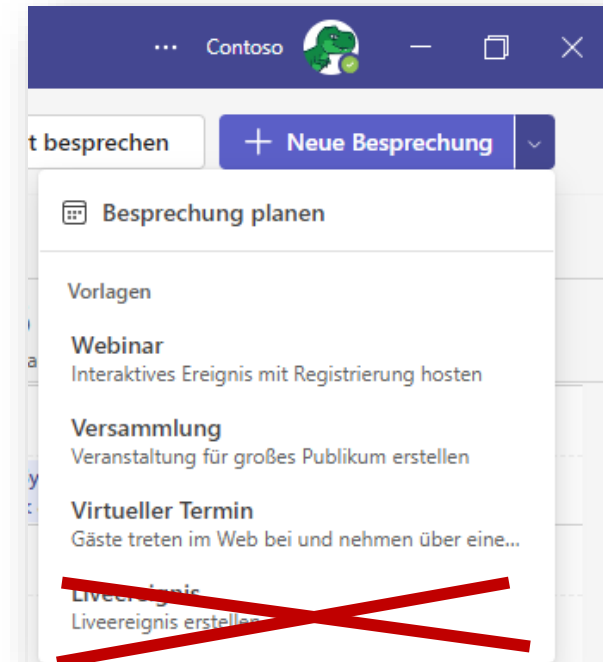 Contoso
t besprechen
Neue Besprechung
Besprechung planen
Vorlagen
Webinar
Interaktives Ereignis mit Registrierung hosten
Versammlung
Veranstaltung für großes Publikum erstellen
Virtueller Termin
Gäste treten im Web bei und nehmen über eine...
Liveereignis
Liveereignis erstellen